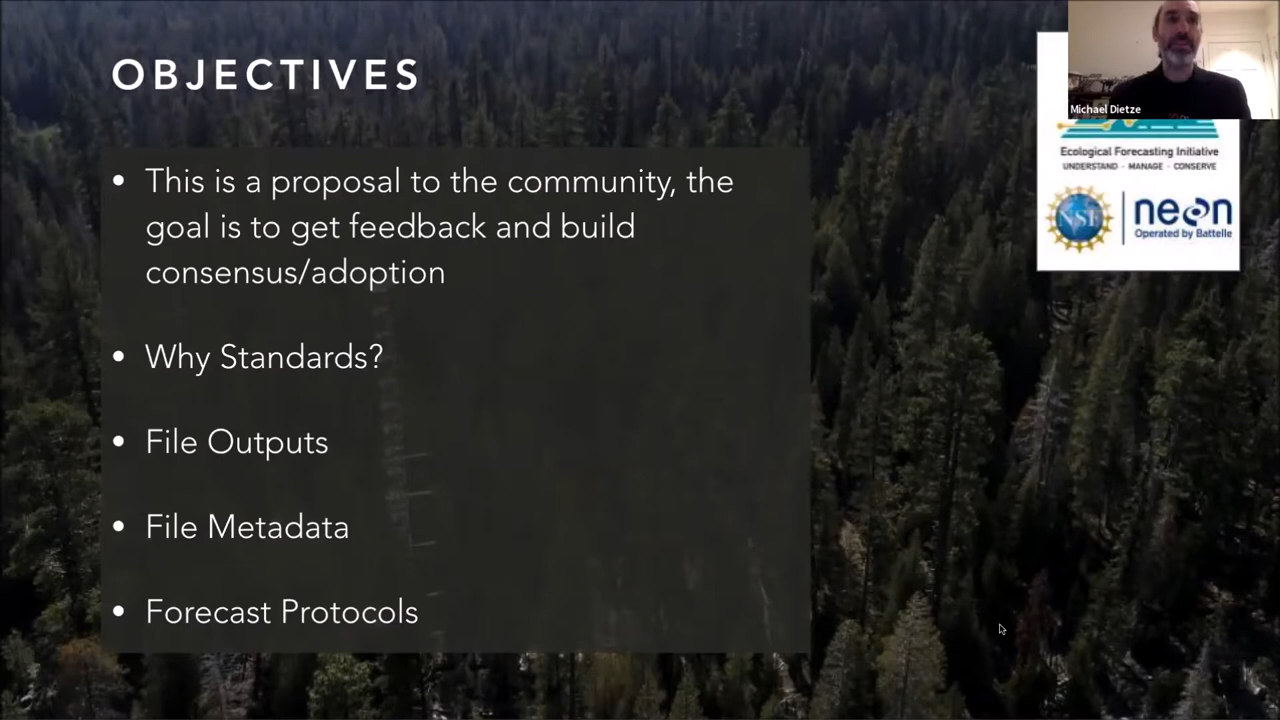 OBJECTIVES
• This is a proposal to the community, the
goal is to get feedback and build
consensus/adoption
• Why Standards?
• File Outputs
• File Metadata
• Forecast Protocols
Michael Dietze
Ecological Forecasting Initiative
UNDERSTAND · MANAGE · CONSERVE
NSF
neon
Operated by Battelle